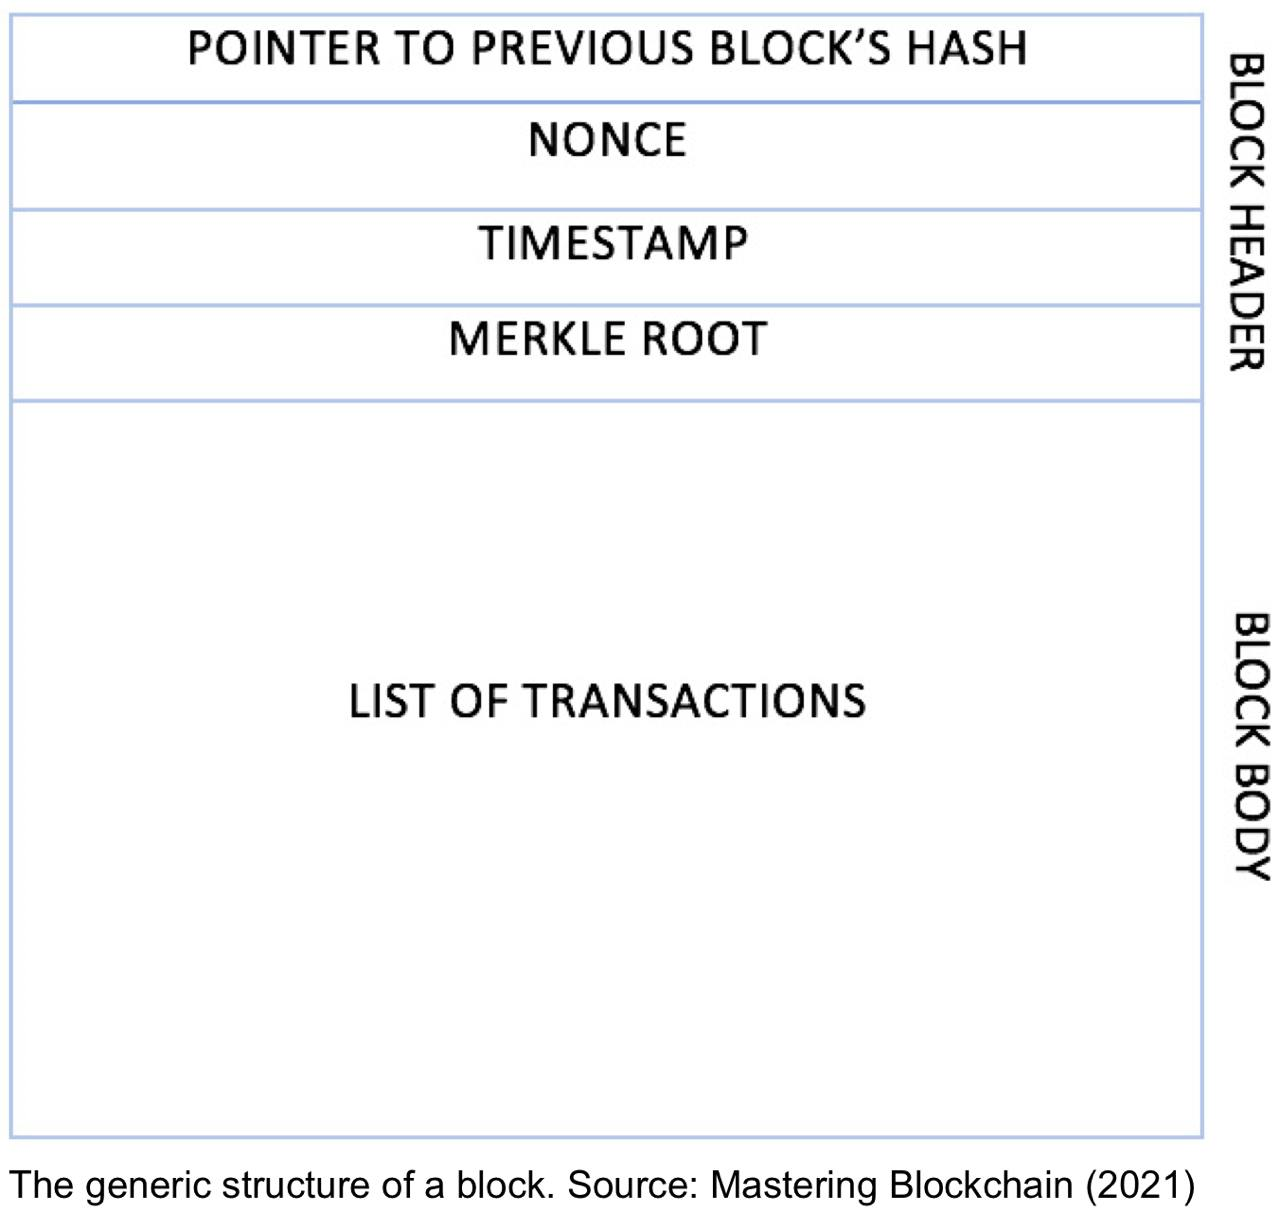 POINTER TO PREVIOUS BLOCK’S HASH
NONCE
TIMESTAMP
MERKLE ROOT
BLOCK HEADER
LIST OF TRANSACTIONS
BLOCK BODY
The generic structure of a block. Source: Mastering Blockchain (2021)